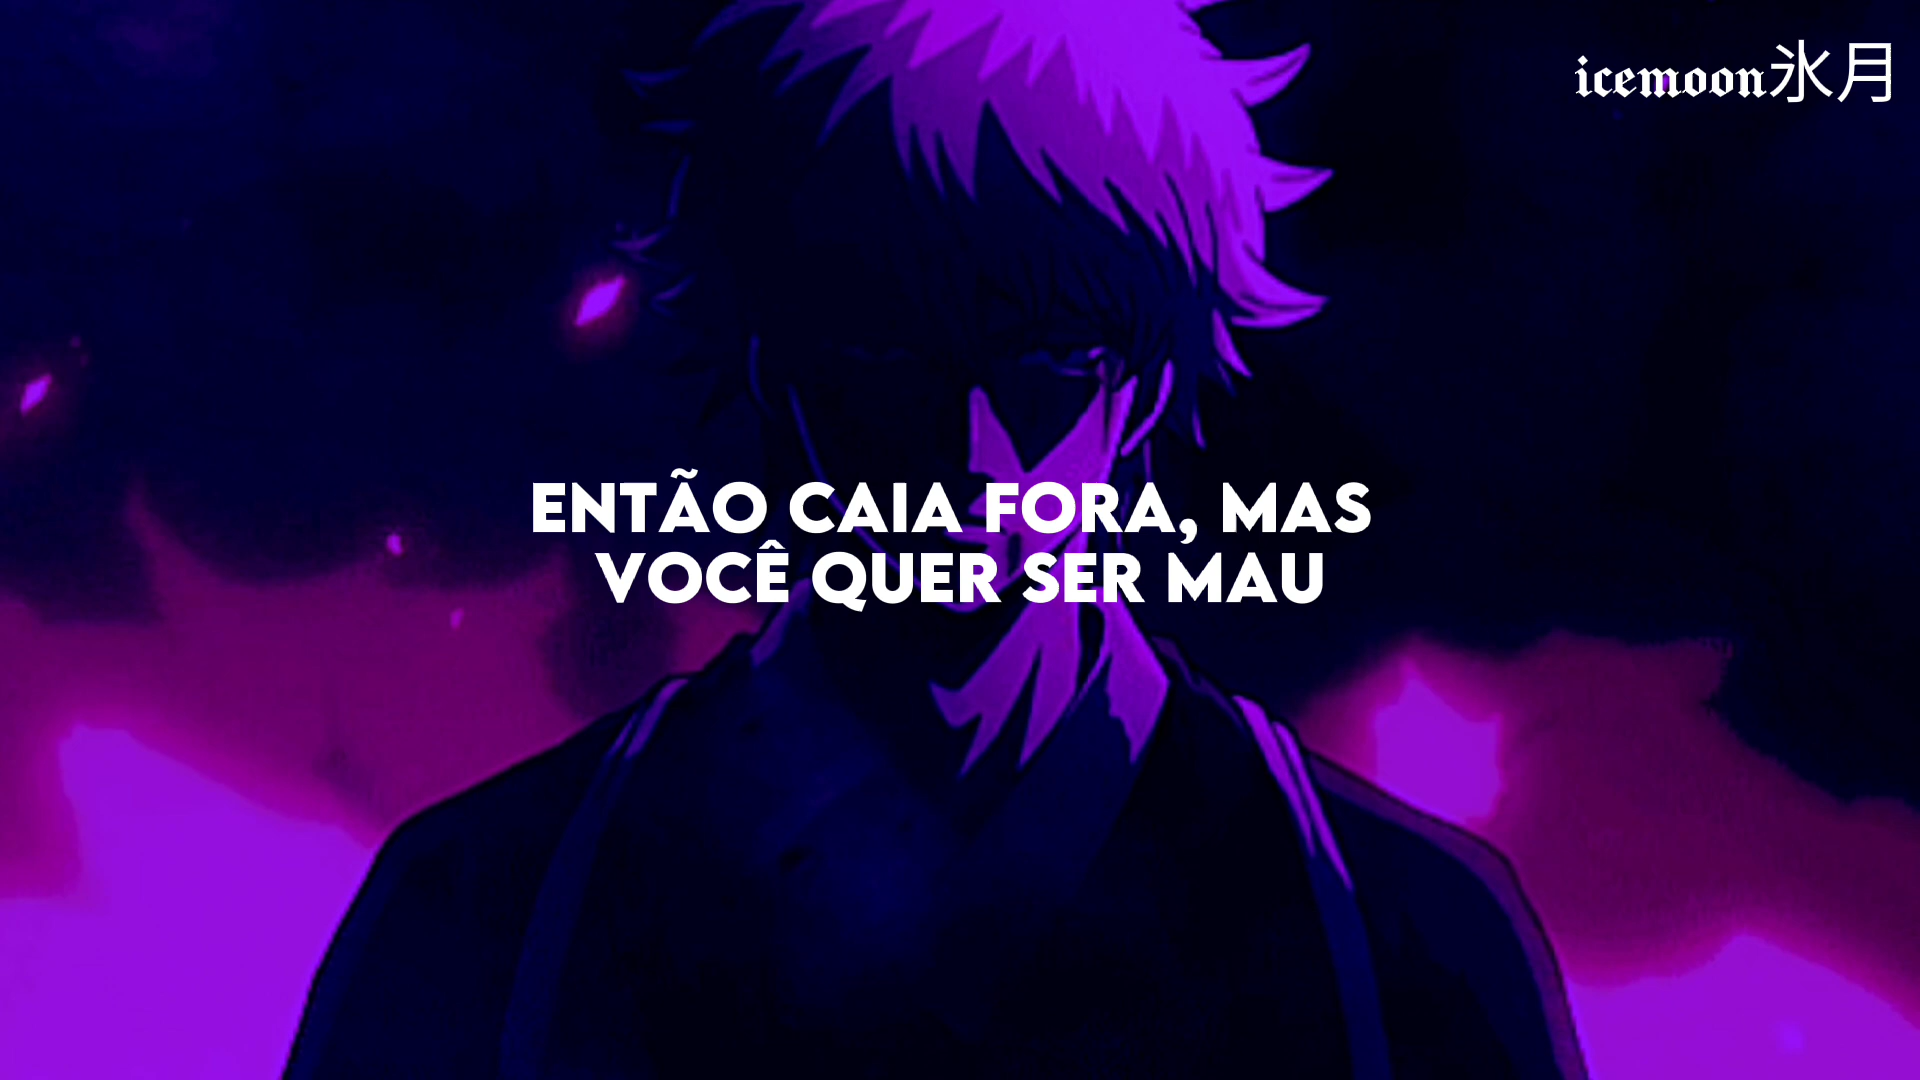 icemoon氷月
ENTÃO CAIA FORA, MAS
VOCÊ QUER SER MAU